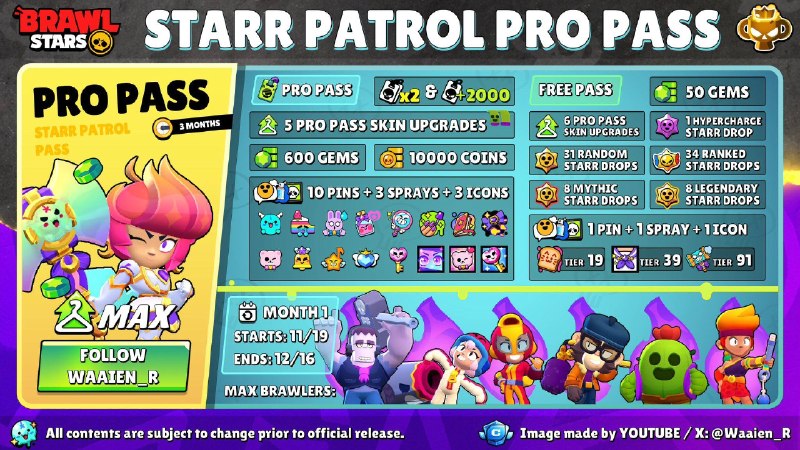 BRAWL
STARS
STARR PATROL PRO PASS
PRO PASS
STARR PATROL
PASS
3 MONTHS
MAX
FOLLOW
WAAIEN_R
PRO PASS
x2 & +2000
5 PRO PASS SKIN UPGRADES
600 GEMS
10000 COINS
10 PINS + 3 SPRAYS + 3 ICONS
FREE PASS
50 GEMS
6 PRO PASS
SKIN UPGRADES
1 HYPERCHARGE
STARR DROP
31 RANDOM
STARR DROPS
34 RANKED
STARR DROPS
8 MYTHIC
STARR DROPS
8 LEGENDARY
STARR DROPS
1 PIN + 1 SPRAY + 1 ICON
TIER 19
TIER 39
TIER 91
MONTH 1
STARTS: 11/19
ENDS: 12/16
MAX BRAWLERS:
All contents are subject to change prior to official release.
C
Image made by YOUTUBE / X: @Waaien_R